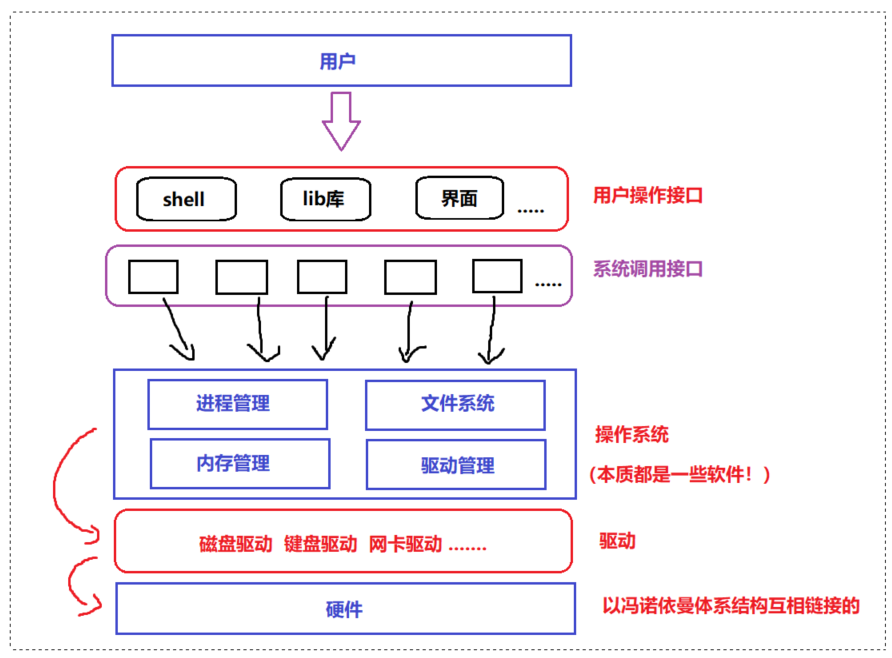 用户
shell lib库 界面 ..... 用户操作接口
系统调用接口
.....
进程管理 文件系统
操作系统
内存管理 驱动管理
(本质都是一些软件！)
磁盘驱动 键盘驱动 网卡驱动 ....... 驱动
硬件 以冯诺依曼体系结构互相链接的